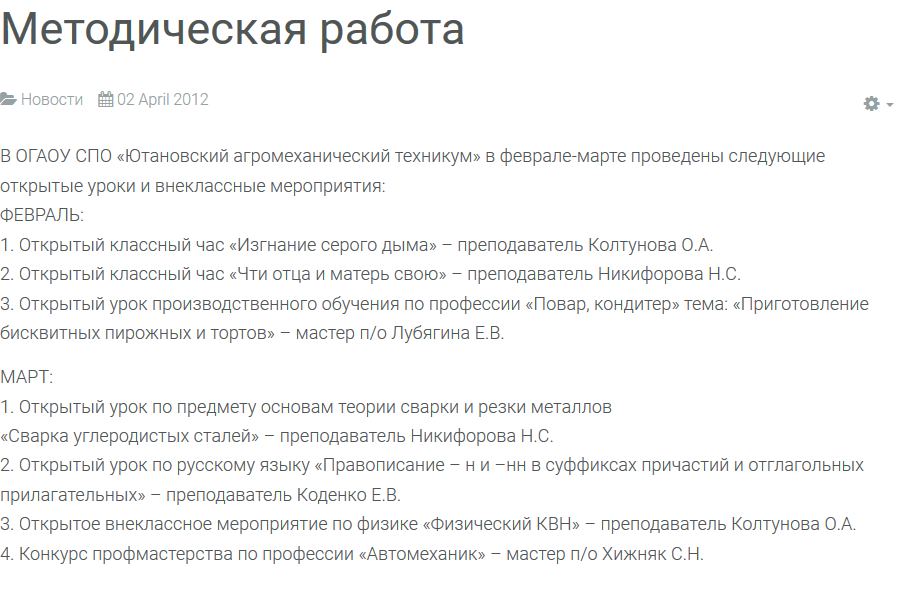 Методическая работа
Новости 02 April 2012
В ОГАОУ СПО «Ютановский агромеханический техникум» в феврале-марте проведены следующие
открытые уроки и внеклассные мероприятия:
ФЕВРАЛЬ:
1. Открытый классный час «Изгнание серого дыма» – преподаватель Колтунова О.А.
2. Открытый классный час «Чти отца и матерь свою» – преподаватель Никифорова Н.С.
3. Открытый урок производственного обучения по профессии «Повар, кондитер» тема: «Приготовление
бисквитных пирожных и тортов» – мастер п/о Лубягина Е.В.
МАРТ:
1. Открытый урок по предмету основам теории сварки и резки металлов
«Сварка углеродистых сталей» – преподаватель Никифорова Н.С.
2. Открытый урок по русскому языку «Правописание – н и –нн в суффиксах причастий и отглагольных
прилагательных» – преподаватель Коденко Е.В.
3. Открытое внеклассное мероприятие по физике «Физический КВН» – преподаватель Колтунова О.А.
4. Конкурс профмастерства по профессии «Автомеханик» – мастер п/о Хижняк С.Н.